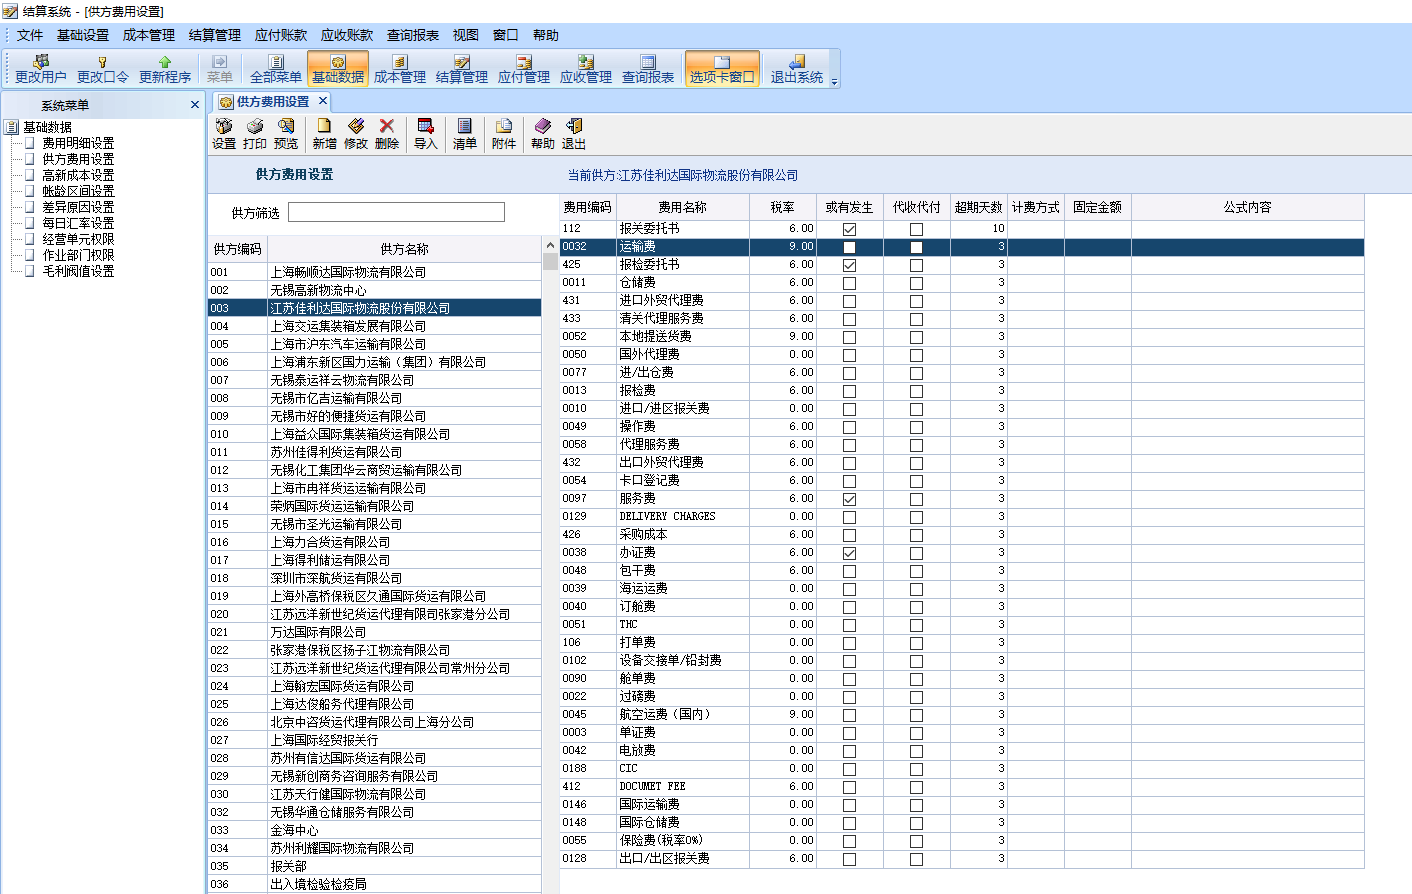 结算系统 - [供方费用设置]
文件 基础设置 成本管理 结算管理 应付账款 应收账款 查询报表 视图 窗口 帮助
更改用户 更改口令 更新程序 菜单 全部菜单 基础数据 成本管理 结算管理 应付管理 应收管理 查询报表 选项卡窗口 退出系统
系统菜单 ×
基础数据
费用明细设置
供方费用设置
高新成本设置
帐龄区间设置
差异原因设置
每日汇率设置
经营单元权限
作业部门权限
毛利阀值设置
供方费用设置 ×
设置 打印 预览 新增 修改 删除 导入 清单 附件 帮助 退出
供方费用设置
当前供方:江苏佳利达国际物流股份有限公司
供方筛选
供方编码 供方名称
001 上海畅顺达国际物流有限公司
002 无锡高新物流中心
003 江苏佳利达国际物流股份有限公司
004 上海交运集装箱发展有限公司
005 上海市沪东汽车运输有限公司
006 上海浦东新区国力运输（集团）有限公司
007 无锡泰运祥云物流有限公司
008 无锡市亿吉运输有限公司
009 无锡市好的便捷货运有限公司
010 上海益众国际集装箱货运有限公司
011 苏州佳得利货运有限公司
012 无锡化工集团华云商贸运输有限公司
013 上海市冉祥货运运输有限公司
014 荣炳国际货运运输有限公司
015 无锡市圣光运输有限公司
016 上海力合货运有限公司
017 上海得利储运有限公司
018 深圳市深航货运有限公司
019 上海外高桥保税区久通国际货运有限公司
020 江苏远洋新世纪货运代理有限司张家港分公司
021 万达国际有限公司
022 张家港保税区扬子江物流有限公司
023 江苏远洋新世纪货运代理有限公司常州分公司
024 上海翰宏国际货运有限公司
025 上海达俊船务代理有限公司
026 北京中咨货运代理有限公司上海分公司
027 上海国际经贸报关行
028 苏州有信达国际货运有限公司
029 无锡新创商务咨询服务有限公司
030 江苏天行健国际物流有限公司
032 无锡华通仓储服务有限公司
033 金海中心
034 苏州利耀国际物流有限公司
035 报关部
036 出入境检验检疫局
费用编码 费用名称 税率 或有发生 代收代付 超期天数 计费方式 固定金额 公式内容
112 报关委托书 6.00 10
0032 运输费 9.00 3
425 报检委托书 6.00 3
0011 仓储费 6.00 3
431 进口外贸代理费 6.00 3
433 清关代理服务费 6.00 3
0052 本地提送货费 9.00 3
0050 国外代理费 0.00 3
0077 进/出仓费 6.00 3
0013 报检费 6.00 3
0010 进口/进区报关费 0.00 3
0049 操作费 6.00 3
0058 代理服务费 6.00 3
432 出口外贸代理费 6.00 3
0054 卡口登记费 6.00 3
0097 服务费 6.00 3
0129 DELIVERY CHARGES 0.00 3
426 采购成本 6.00 3
0038 办证费 6.00 3
0048 包干费 6.00 3
0039 海运运费 0.00 3
0040 订舱费 0.00 3
0051 THC 0.00 3
106 打单费 0.00 3
0102 设备交接单/铅封费 0.00 3
0090 舱单费 0.00 3
0022 过磅费 0.00 3
0045 航空运费（国内） 9.00 3
0003 单证费 0.00 3
0042 电放费 0.00 3
0188 CIC 0.00 3
412 DOCUMET FEE 6.00 3
0146 国际运输费 0.00 3
0148 国际仓储费 0.00 3
0055 保险费(税率0%) 0.00 3
0128 出口/出区报关费 6.00 3